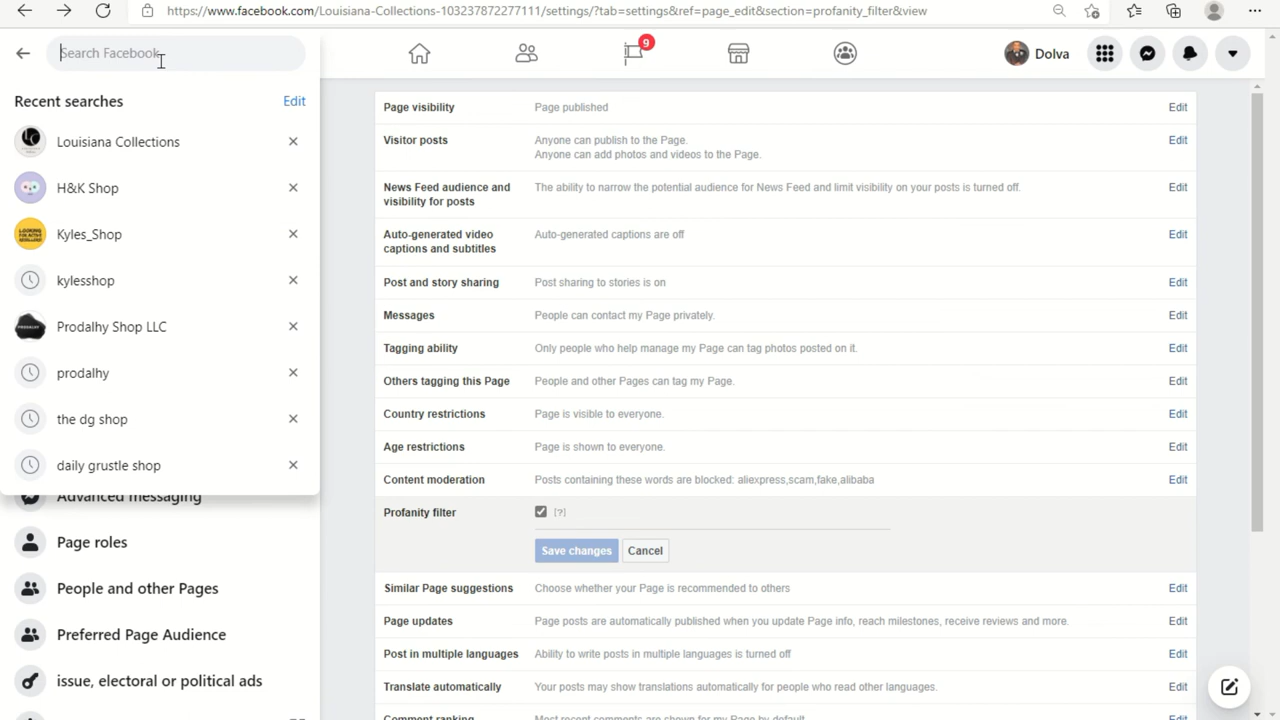 https://www.facebook.com/Louisiana-Collections-103237872277111/settings/?tab=settings&ref=page_edit&section=profanity_filter&view
Search Facebook
9
Dolva
Recent searches
Edit
Louisiana Collections
H&K Shop
Kyles_Shop
kylesshop
Prodalhy Shop LLC
prodalhy
the dg shop
daily grustle shop
Advanced messaging
Page roles
People and other Pages
Preferred Page Audience
issue, electoral or political ads
Page visibility
Page published
Edit
Visitor posts
Anyone can publish to the Page.
Anyone can add photos and videos to the Page.
Edit
News Feed audience and
visibility for posts
The ability to narrow the potential audience for News Feed and limit visibility on your posts is turned off.
Edit
Auto-generated video
captions and subtitles
Auto-generated captions are off
Edit
Post and story sharing
Post sharing to stories is on
Edit
Messages
People can contact my Page privately.
Edit
Tagging ability
Only people who help manage my Page can tag photos posted on it.
Edit
Others tagging this Page
People and other Pages can tag my Page.
Edit
Country restrictions
Page is visible to everyone.
Edit
Age restrictions
Page is shown to everyone.
Edit
Content moderation
Posts containing these words are blocked: aliexpress,scam,fake,alibaba
Edit
Profanity filter
[?]
Save changes
Cancel
Similar Page suggestions
Choose whether your Page is recommended to others
Edit
Page updates
Page posts are automatically published when you update Page info, reach milestones, receive reviews and more.
Edit
Post in multiple languages
Ability to write posts in multiple languages is turned off
Edit
Translate automatically
Your posts may show translations automatically for people who read other languages.
Edit
Comment ranking
Most recent comments are shown for my Page by default.
Edit